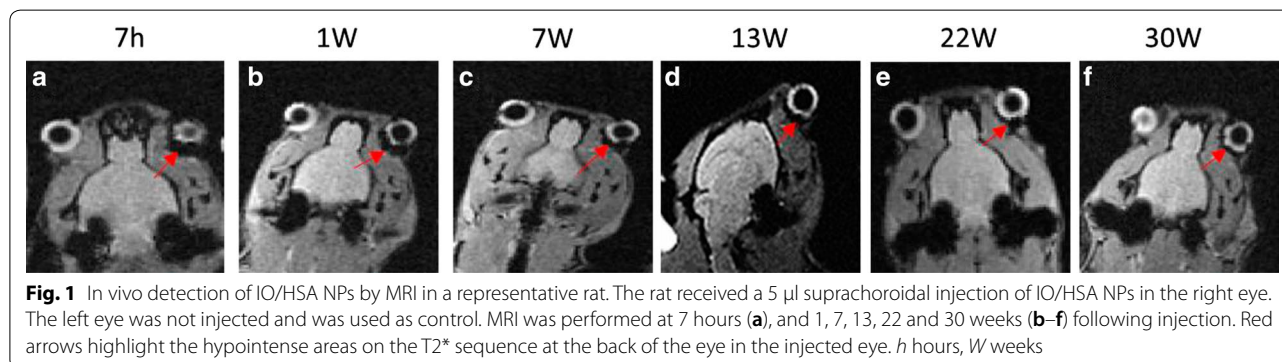 7h 1W 7W 13W 22W 30W
a b c d e f
Fig. 1 In vivo detection of IO/HSA NPs by MRI in a representative rat. The rat received a 5 µl suprachoroidal injection of IO/HSA NPs in the right eye.
The left eye was not injected and was used as control. MRI was performed at 7 hours (a), and 1, 7, 13, 22 and 30 weeks (b–f) following injection. Red
arrows highlight the hypointense areas on the T2* sequence at the back of the eye in the injected eye. h hours, W weeks